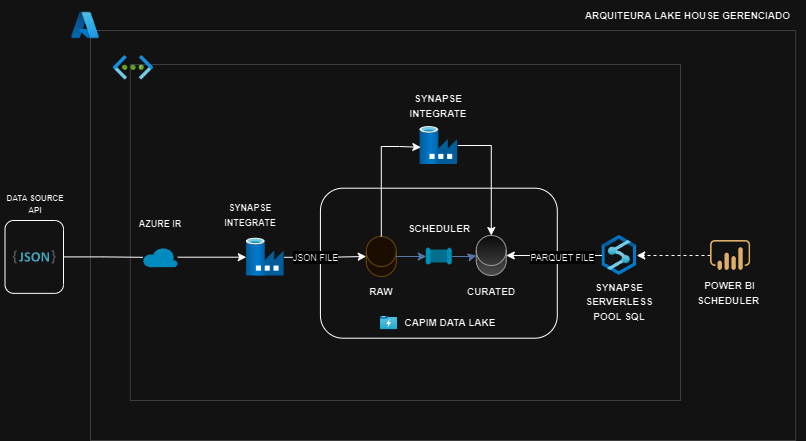 ARQUITEURA LAKE HOUSE GERENCIADO
SYNAPSE
INTEGRATE
DATA SOURCE
API
{JSON}
AZURE IR
SYNAPSE
INTEGRATE
JSON FILE
SCHEDULER
RAW
CURATED
CAPIM DATA LAKE
PARQUET FILE
SYNAPSE
SERVERLESS
POOL SQL
POWER BI
SCHEDULER